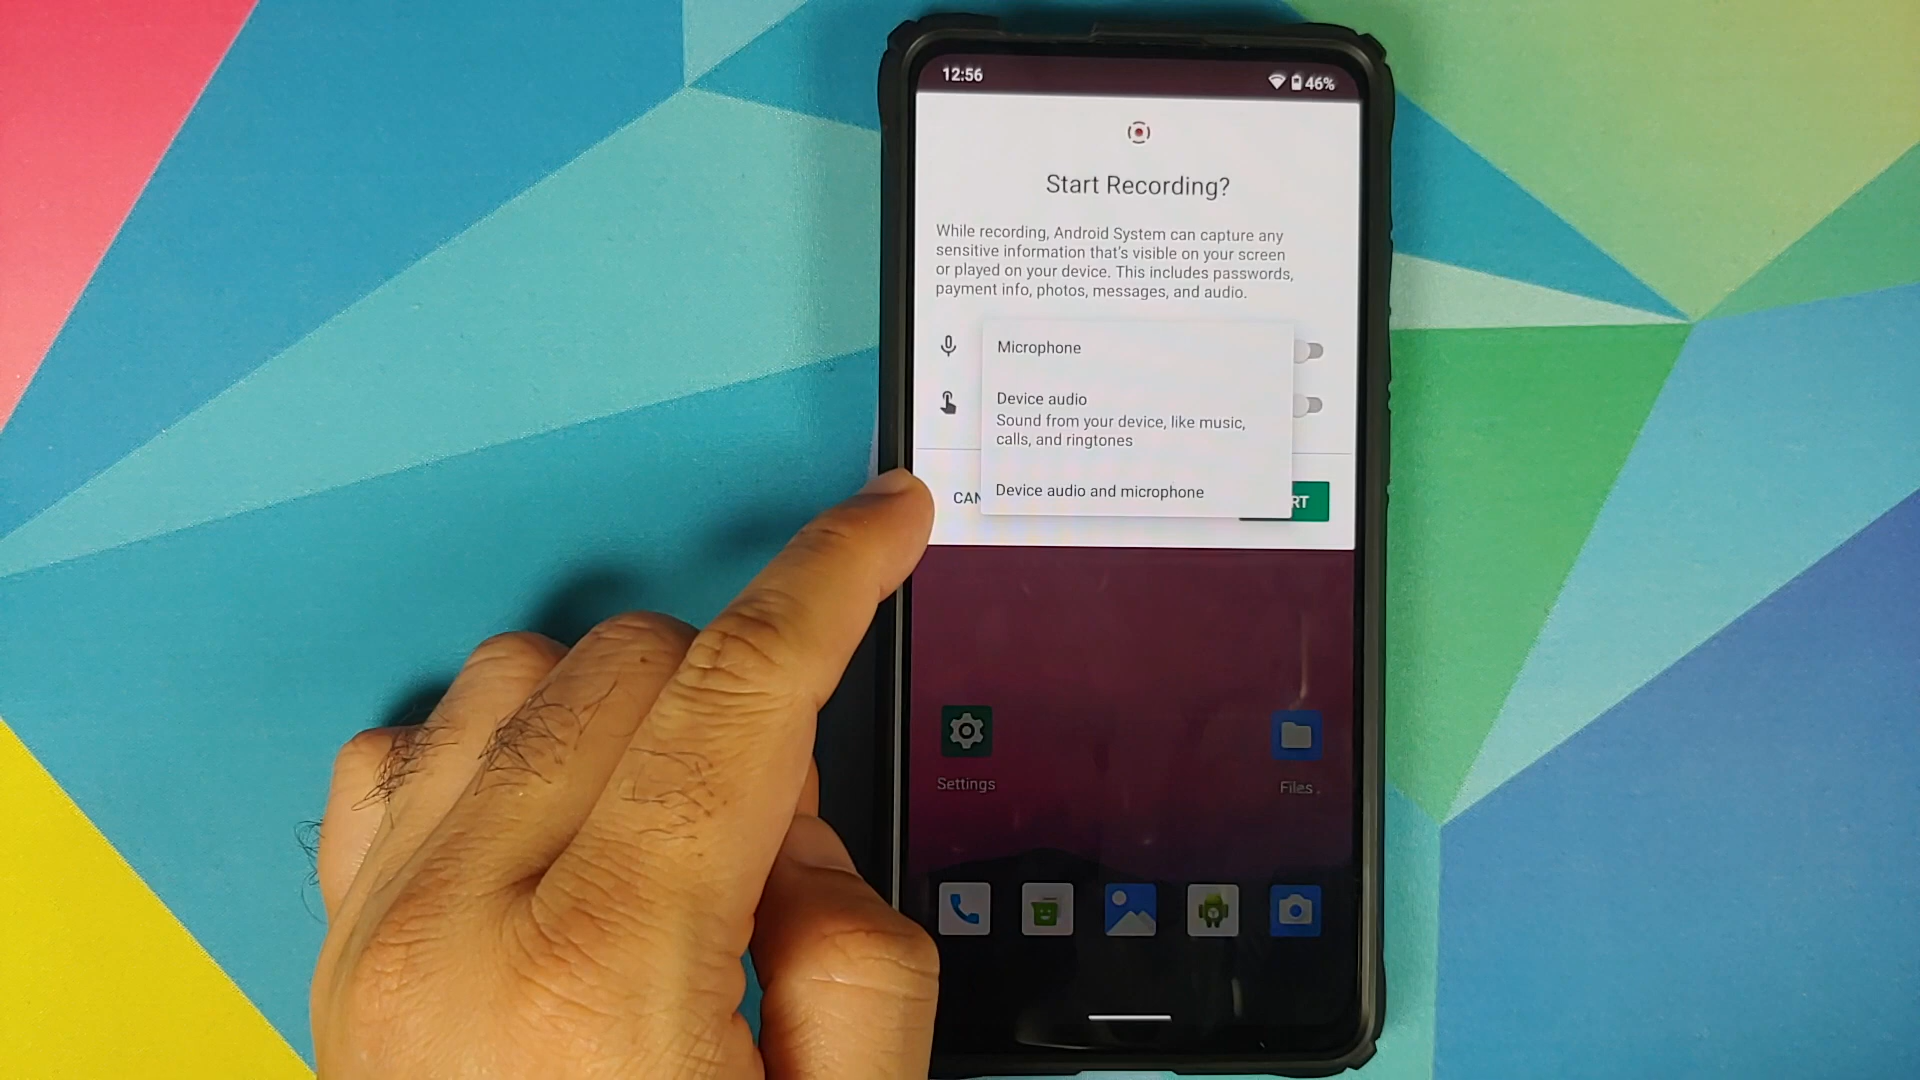 12:56
46%
Start Recording?
While recording, Android System can capture any
sensitive information that's visible on your screen
or played on your device. This includes passwords,
payment info, photos, messages, and audio.
Microphone
Device audio
Sound from your device, like music,
calls, and ringtones
Device audio and microphone
CAN
RT
Settings
Files